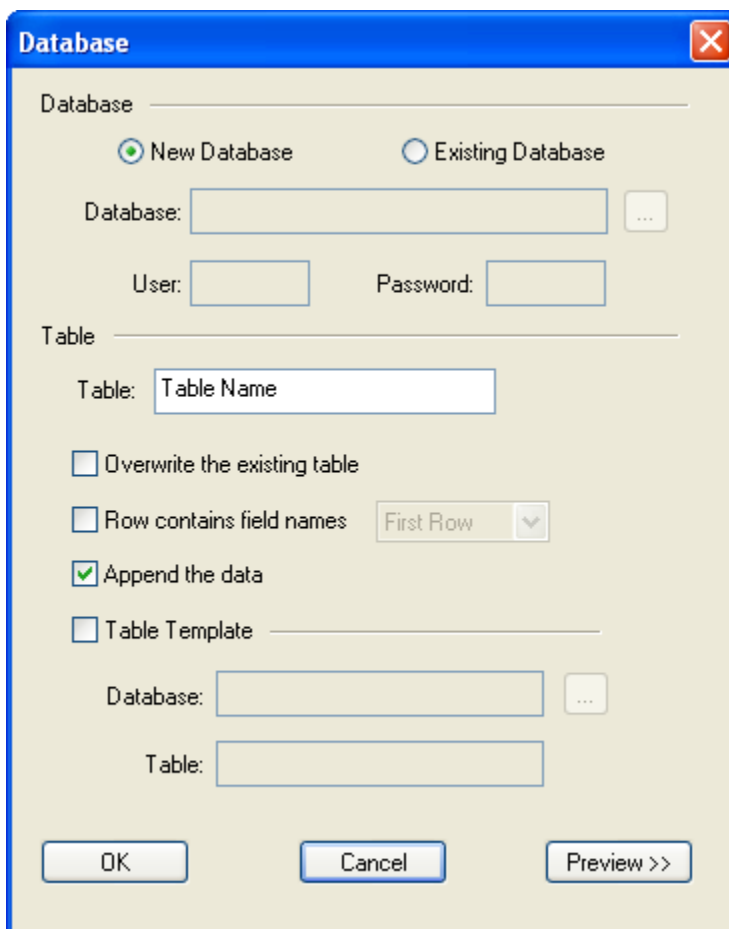 Database
Database
New Database Existing Database
Database: ...
User: Password:
Table
Table: Table Name
Overwrite the existing table
Row contains field names First Row
Append the data
Table Template
Database: ...
Table:
OK Cancel Preview >>